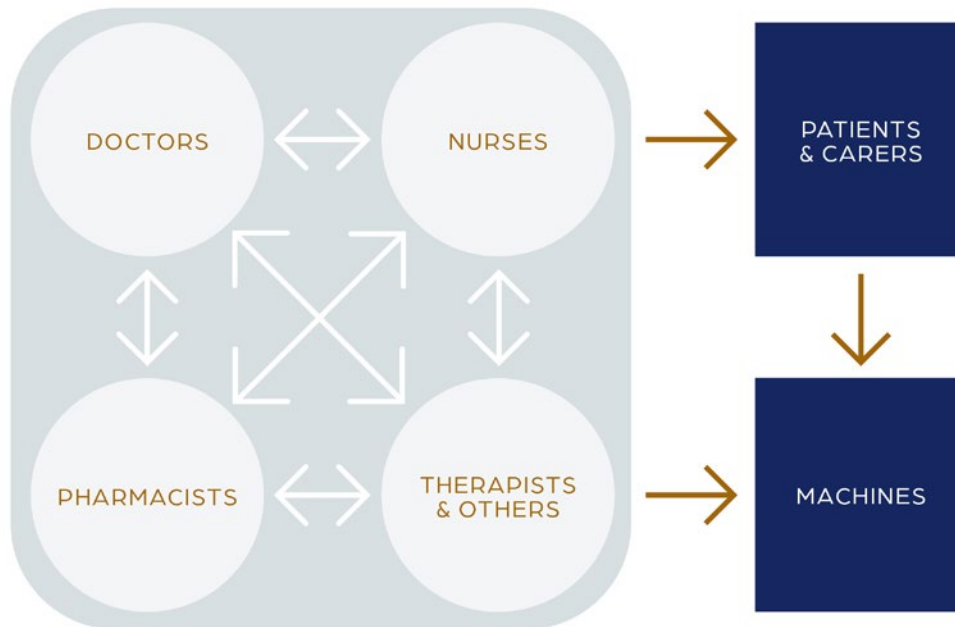 DOCTORS
NURSES
PATIENTS
& CARERS
PHARMACISTS
THERAPISTS
& OTHERS
MACHINES